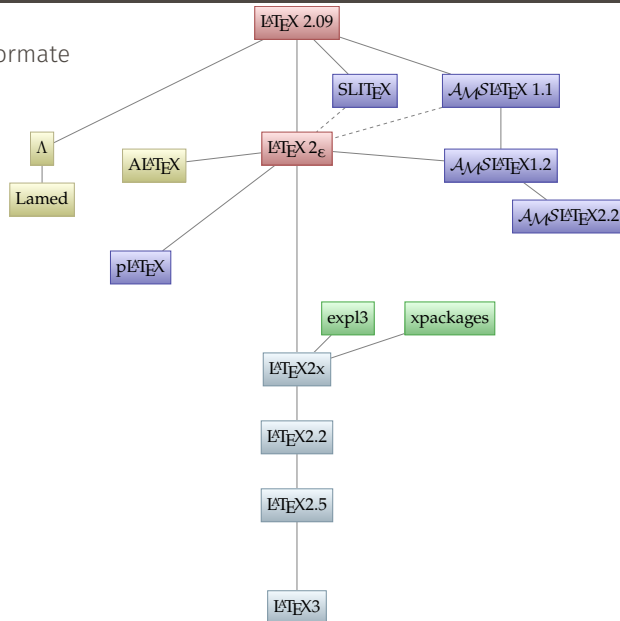 LATEX 2.09
ormate
SLITEX
AMSLATEX 1.1
Λ
ALATEX
LATEX 2ε
AMSLATEX1.2
Lamed
AMSLATEX2.2
pLATEX
expl3
xpackages
LATEX2x
LATEX2.2
LATEX2.5
LATEX3